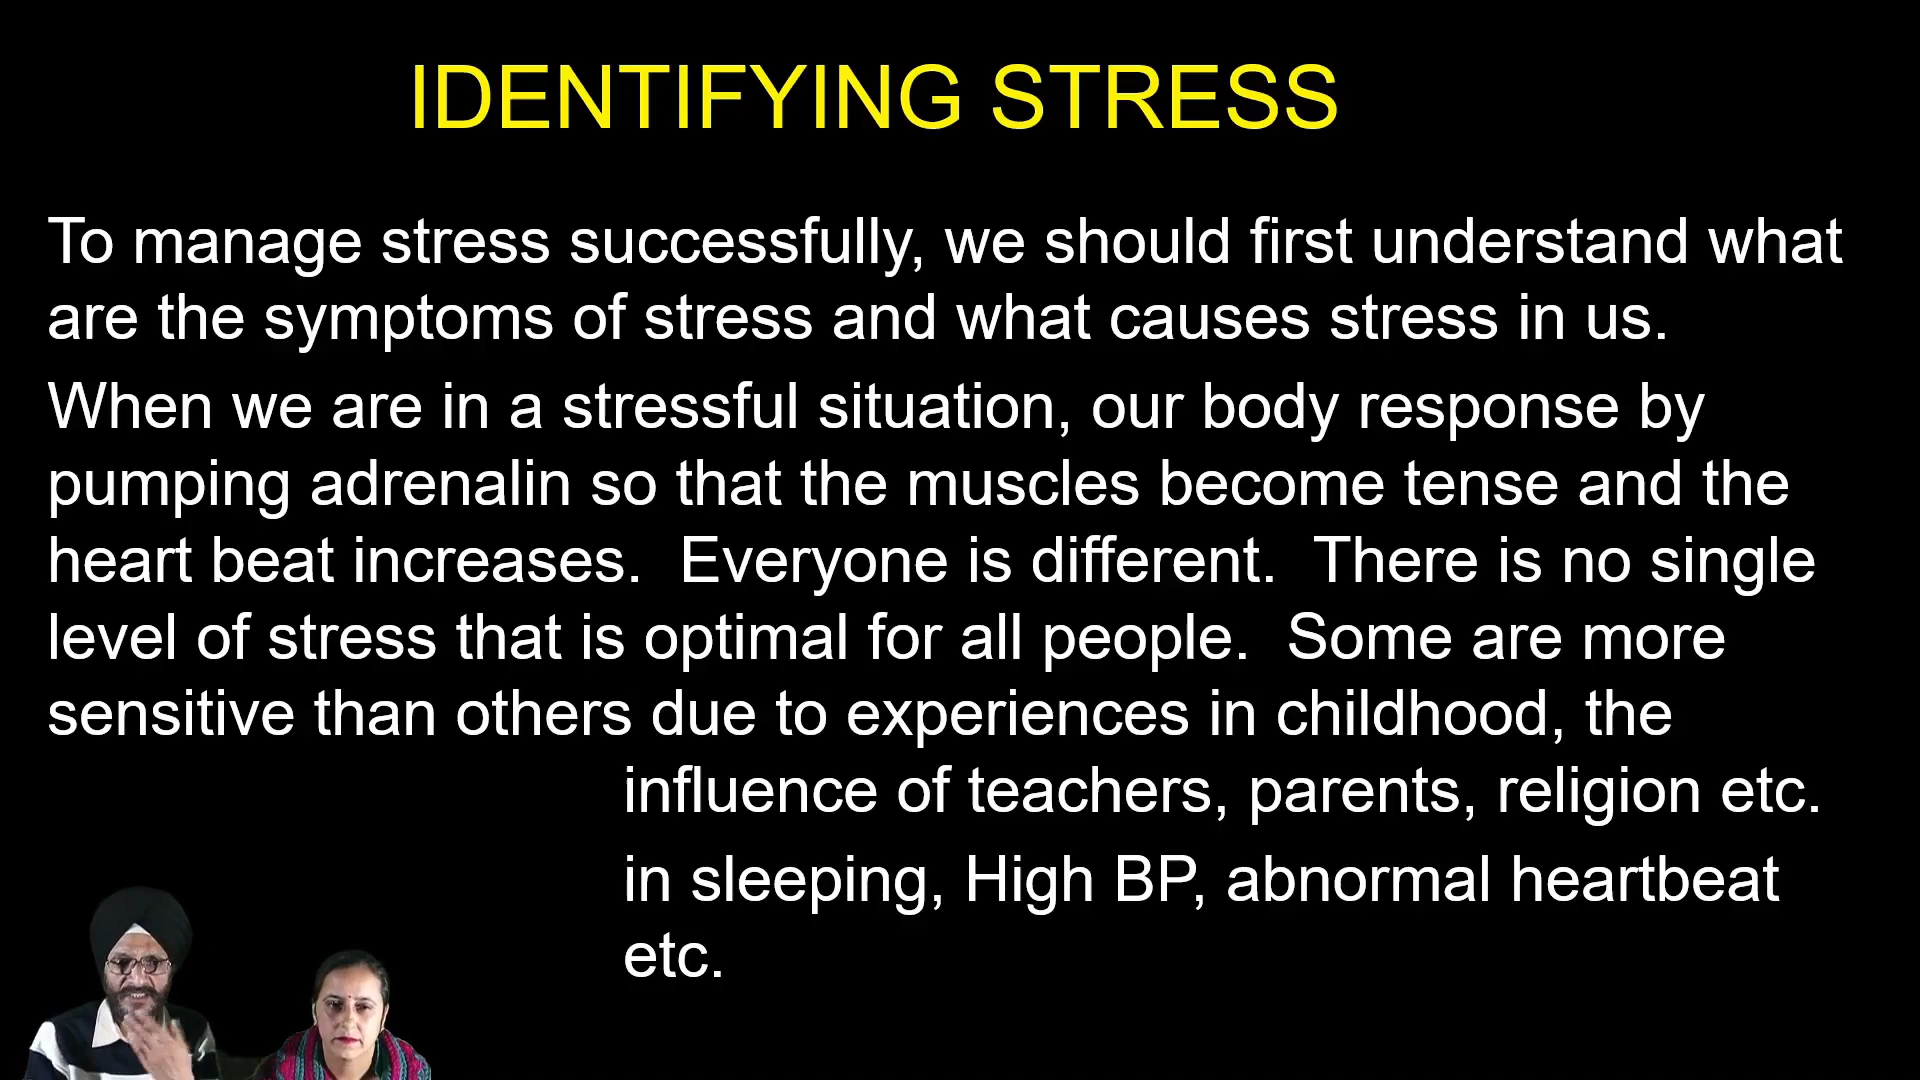 IDENTIFYING STRESS
To manage stress successfully, we should first understand what
are the symptoms of stress and what causes stress in us.
When we are in a stressful situation, our body response by
pumping adrenalin so that the muscles become tense and the
heart beat increases.  Everyone is different.  There is no single
level of stress that is optimal for all people.  Some are more
sensitive than others due to experiences in childhood, the
influence of teachers, parents, religion etc.
in sleeping, High BP, abnormal heartbeat
etc.